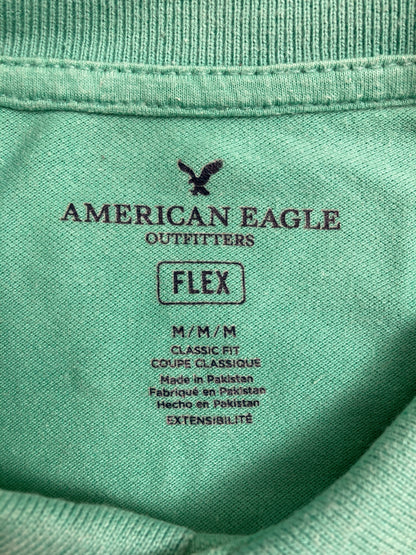 AMERICAN EAGLE
OUTFITTERS
FLEX
M/M/M
CLASSIC FIT
COUPE CLASSIQUE
Made in Pakistan
Fabriqué en Pakistan
Hecho en Pakistan
EXTENSIBILITÉ